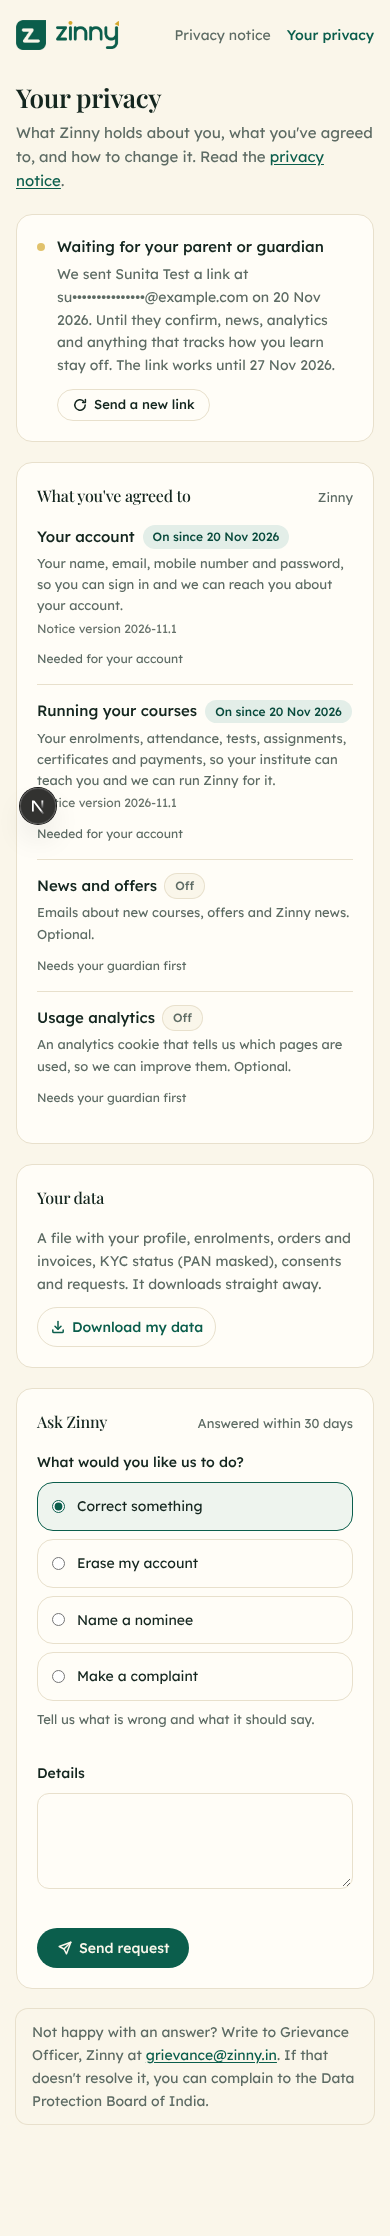 zinny
Privacy notice
Your privacy
Your privacy
What Zinny holds about you, what you've agreed
to, and how to change it. Read the privacy
notice.
Waiting for your parent or guardian
We sent Sunita Test a link at
su•••••••••••••••@example.com on 20 Nov
2026. Until they confirm, news, analytics
and anything that tracks how you learn
stay off. The link works until 27 Nov 2026.
Send a new link
What you've agreed to
Zinny
Your account
On since 20 Nov 2026
Your name, email, mobile number and password,
so you can sign in and we can reach you about
your account.
Notice version 2026-11.1
Needed for your account
Running your courses
On since 20 Nov 2026
Your enrolments, attendance, tests, assignments,
certificates and payments, so your institute can
teach you and we can run Zinny for it.
N
tice version 2026-11.1
Needed for your account
News and offers
Off
Emails about new courses, offers and Zinny news.
Optional.
Needs your guardian first
Usage analytics
Off
An analytics cookie that tells us which pages are
used, so we can improve them. Optional.
Needs your guardian first
Your data
A file with your profile, enrolments, orders and
invoices, KYC status (PAN masked), consents
and requests. It downloads straight away.
Download my data
Ask Zinny
Answered within 30 days
What would you like us to do?
Correct something
Erase my account
Name a nominee
Make a complaint
Tell us what is wrong and what it should say.
Details
Send request
Not happy with an answer? Write to Grievance
Officer, Zinny at grievance@zinny.in. If that
doesn't resolve it, you can complain to the Data
Protection Board of India.